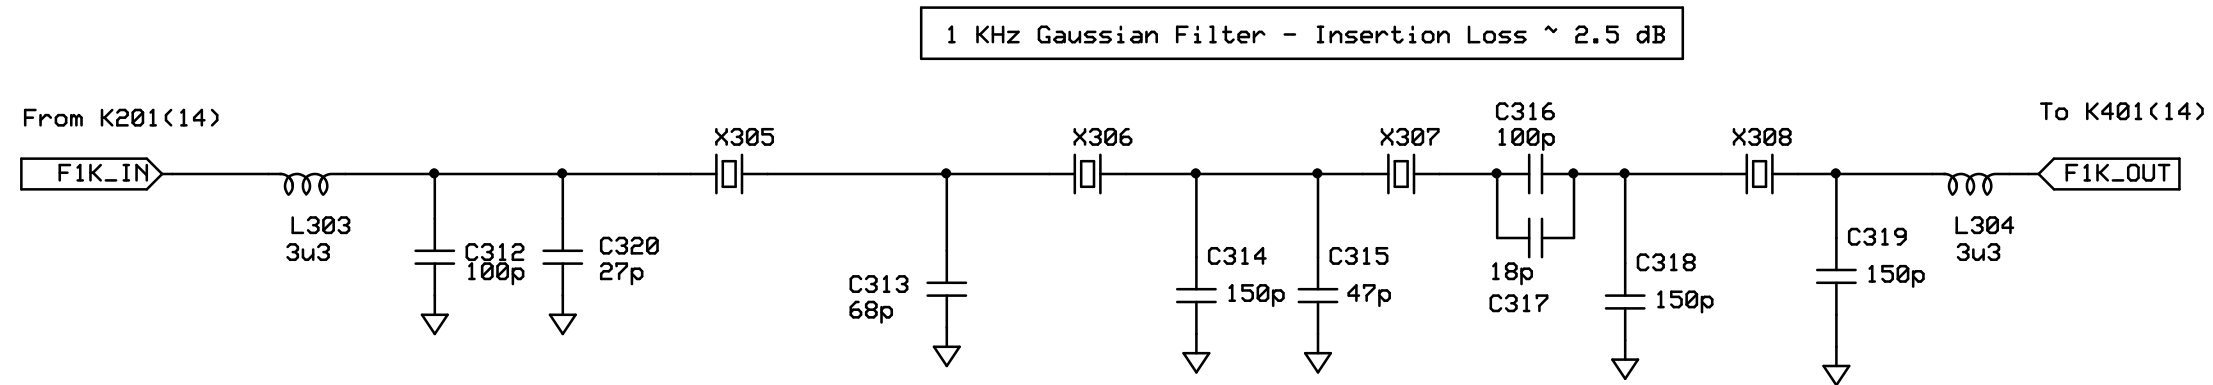 1 KHz Gaussian Filter - Insertion Loss ~ 2.5 dB
From K201(14)
To K401(14)
F1K_IN
L303
3u3
C312
100p
C320
27p
X305
C313
68p
X306
C314
150p
C315
47p
X307
C316
100p
18p
C317
C318
150p
X308
C319
150p
L304
3u3
F1K_OUT